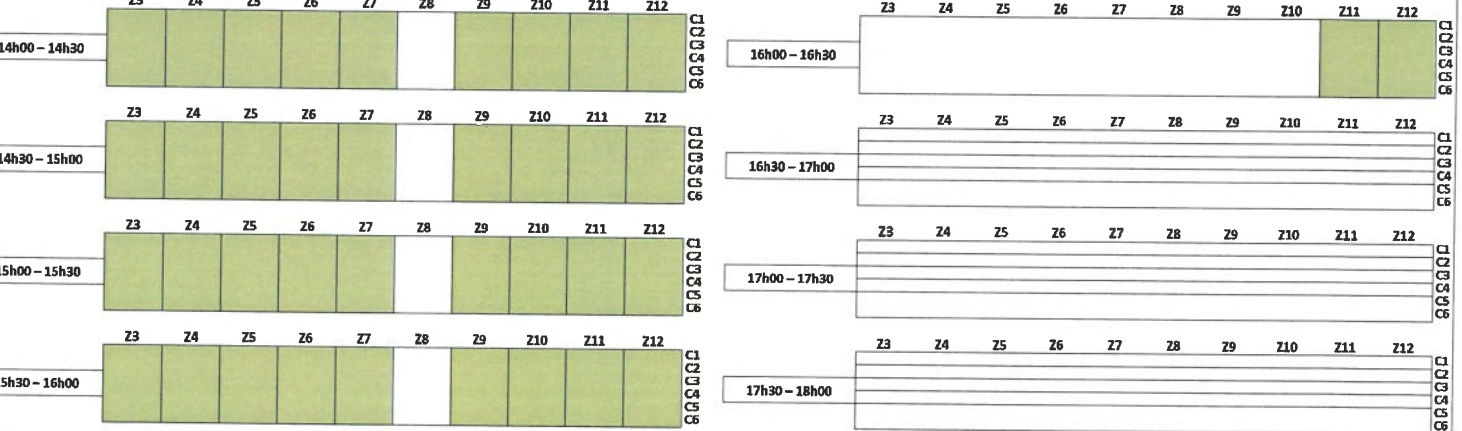 Z3 Z4 Z5 Z6 Z7 Z8 Z9 Z10 Z11 Z12
14h00 – 14h30
C1
C2
C3
C4
C5
C6
Z3 Z4 Z5 Z6 Z7 Z8 Z9 Z10 Z11 Z12
14h30 – 15h00
C1
C2
C3
C4
C5
C6
Z3 Z4 Z5 Z6 Z7 Z8 Z9 Z10 Z11 Z12
15h00 – 15h30
C1
C2
C3
C4
C5
C6
Z3 Z4 Z5 Z6 Z7 Z8 Z9 Z10 Z11 Z12
5h30 – 16h00
C1
C2
C3
C4
C5
C6
Z3 Z4 Z5 Z6 Z7 Z8 Z9 Z10 Z11 Z12
16h00 – 16h30
C1
C2
C3
C4
C5
C6
Z3 Z4 Z5 Z6 Z7 Z8 Z9 Z10 Z11 Z12
16h30 – 17h00
C1
C2
C3
C4
C5
C6
Z3 Z4 Z5 Z6 Z7 Z8 Z9 Z10 Z11 Z12
17h00 – 17h30
C1
C2
C3
C4
C5
C6
Z3 Z4 Z5 Z6 Z7 Z8 Z9 Z10 Z11 Z12
17h30 – 18h00
C1
C2
C3
C4
C5
C6